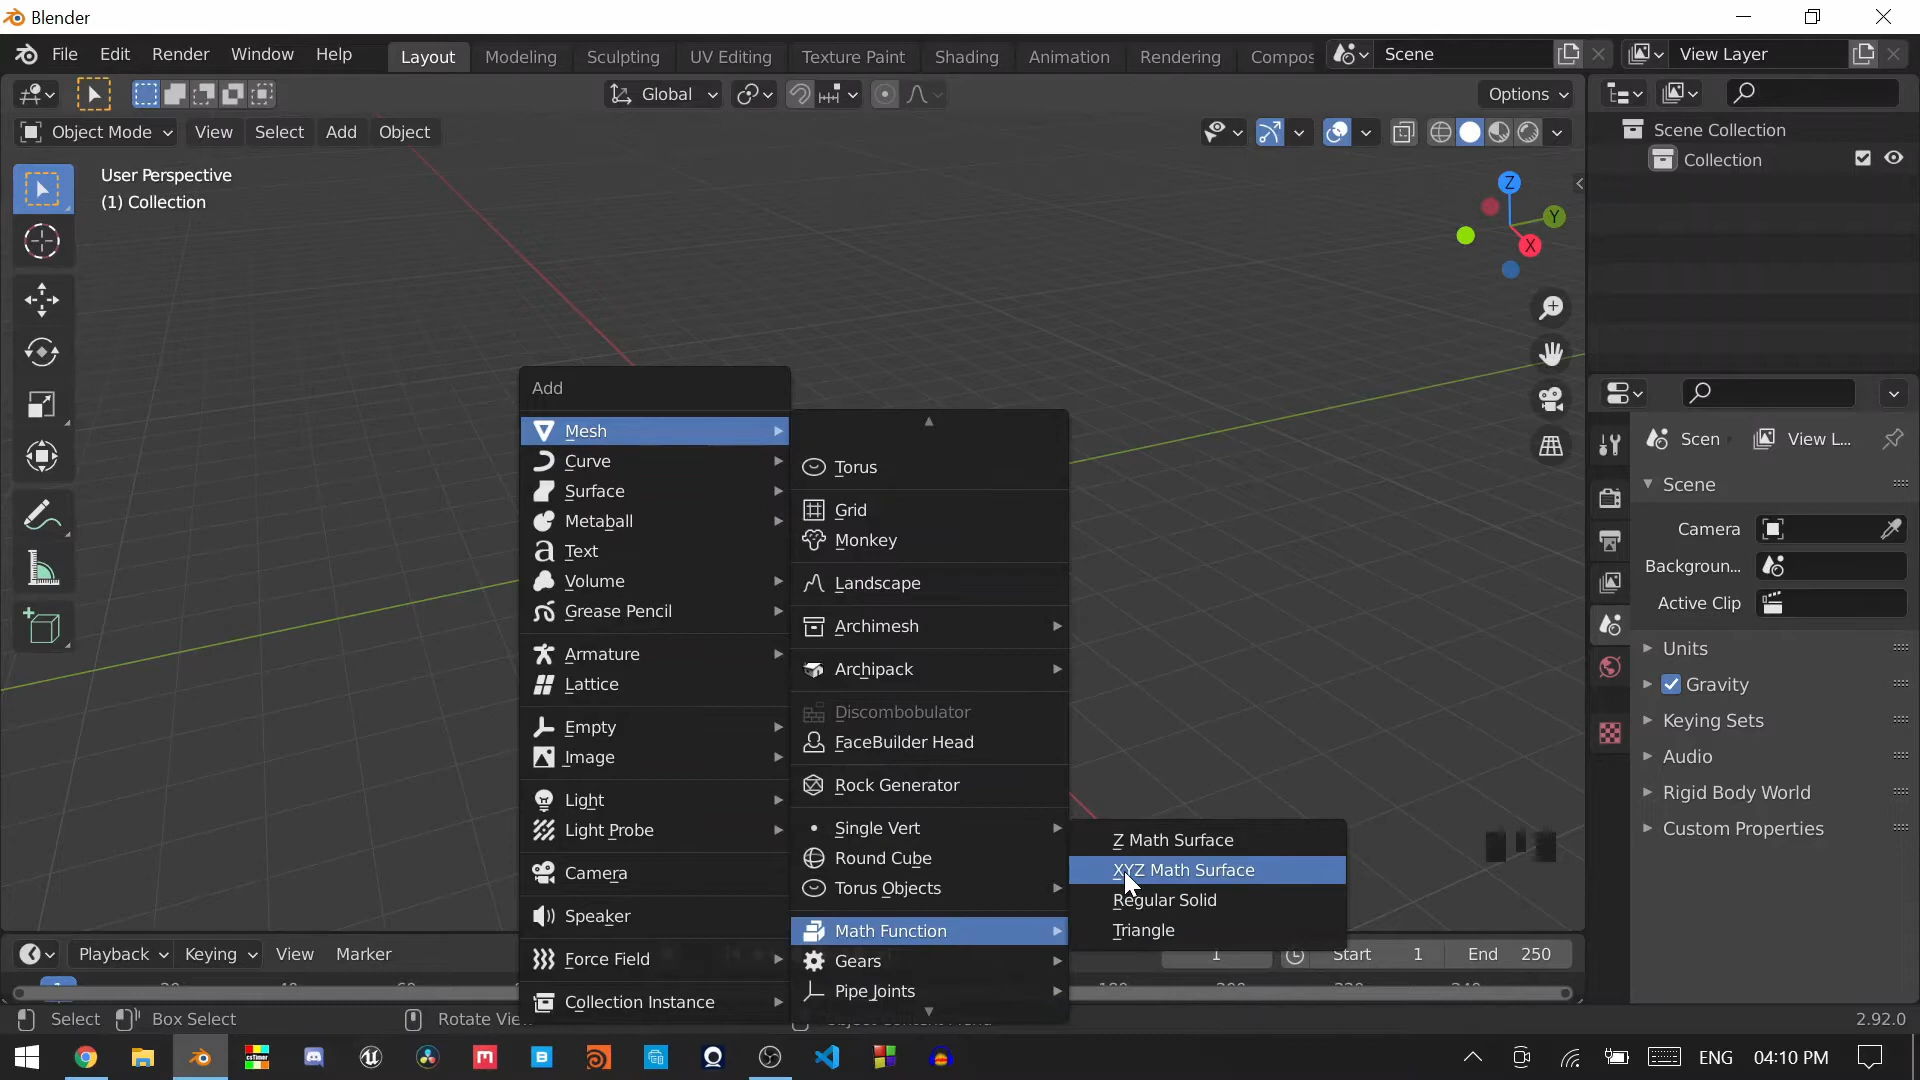 Blender
File Edit Render Window Help Layout Modeling Sculpting UV Editing Texture Paint Shading Animation Rendering Compos Scene View Layer
Global Options
Object Mode View Select Add Object
User Perspective
(1) Collection
Z
Y
X
Scene Collection
Collection
Add
Mesh
Curve
Surface
Metaball
Text
Volume
Grease Pencil
Armature
Lattice
Empty
Image
Light
Light Probe
Camera
Speaker
Force Field
Collection Instance
Torus
Grid
Monkey
Landscape
Archimesh
Archipack
Discombobulator
FaceBuilder Head
Rock Generator
Single Vert
Round Cube
Torus Objects
Math Function
Gears
Pipe Joints
Z Math Surface
XYZ Math Surface
Regular Solid
Triangle
Scen View L...
Scene
Camera
Backgroun...
Active Clip
Units
Gravity
Keying Sets
Audio
Rigid Body World
Custom Properties
Playback Keying View Marker 1 Start 1 End 250
Select Box Select Rotate Vie 2.92.0
ENG 04:10 PM